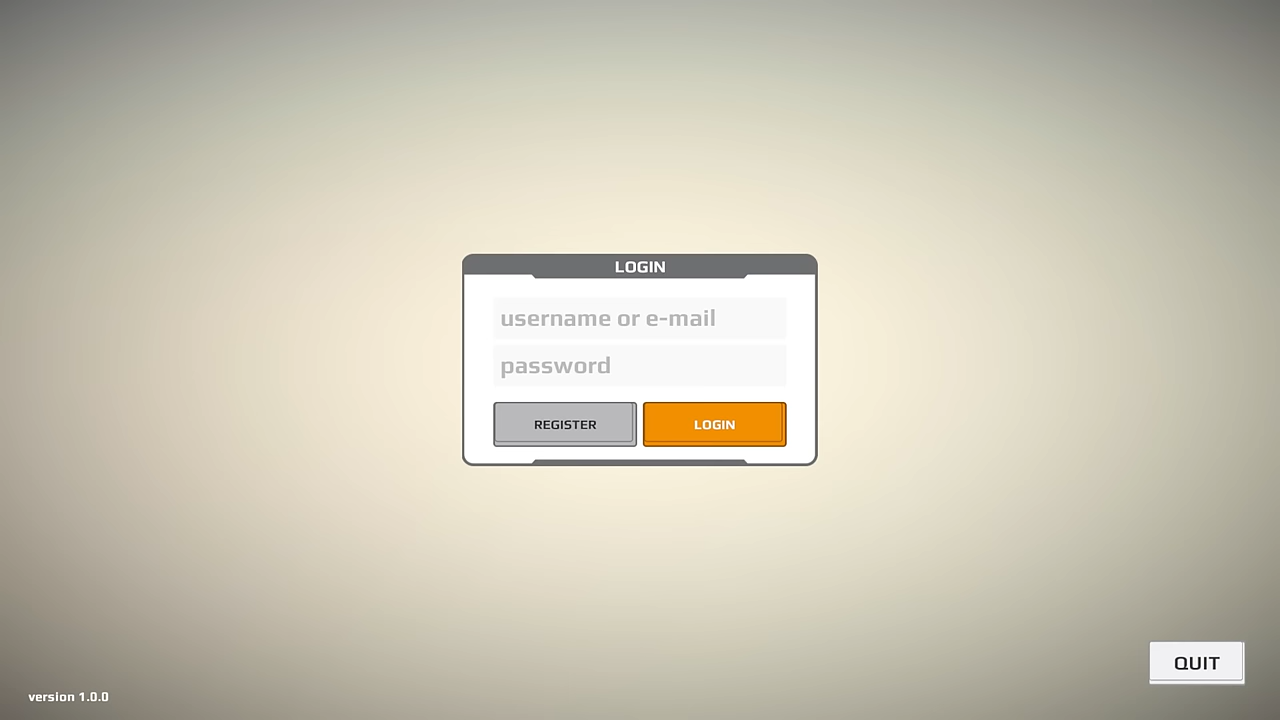 LOGIN
username or e-mail
password
REGISTER LOGIN
QUIT
version 1.0.0